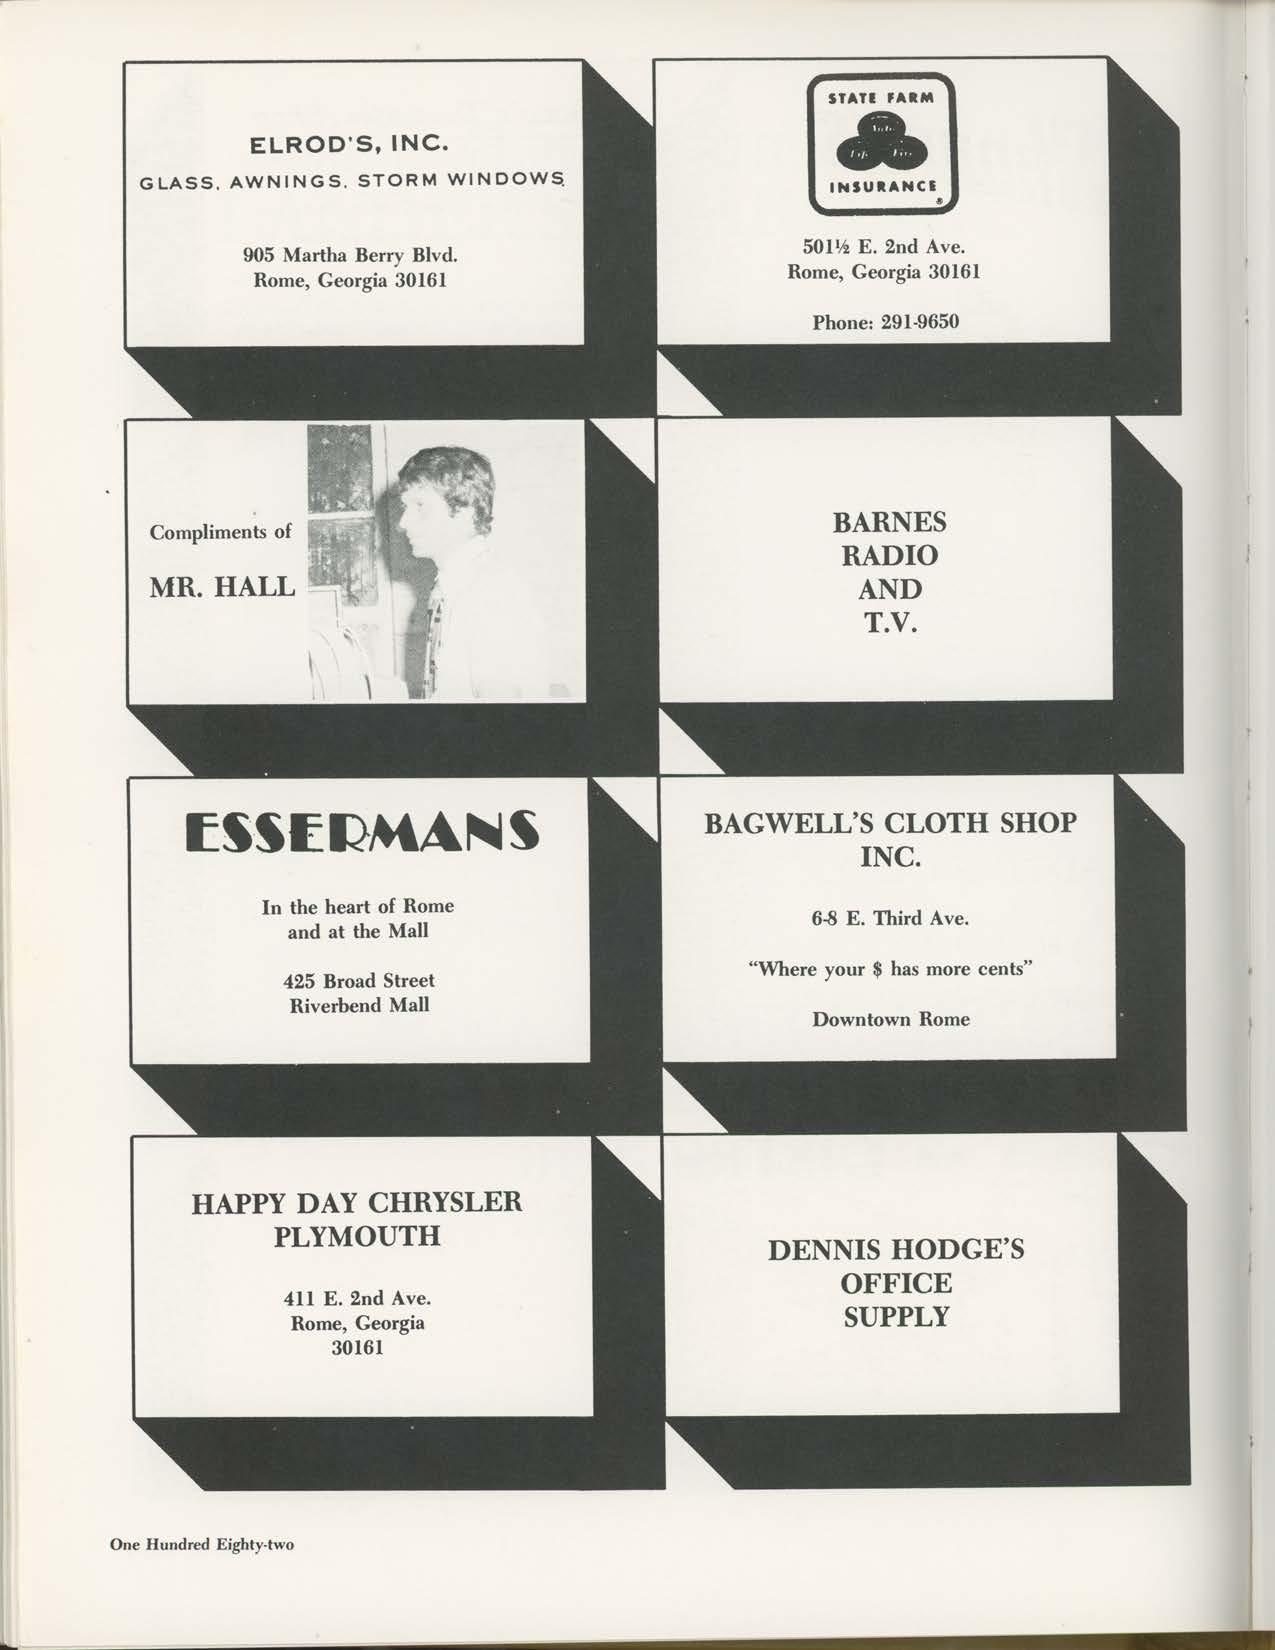 ELROD'S, INC.
GLASS, AWNINGS, STORM WINDOWS.
905 Martha Berry Blvd.
Rome, Georgia 30161
STATE FARM
Auto
Life Fire
INSURANCE
®
501½ E. 2nd Ave.
Rome, Georgia 30161
Phone: 291-9650
Compliments of
MR. HALL
BARNES
RADIO
AND
T.V.
ESSERMANS
In the heart of Rome
and at the Mall
425 Broad Street
Riverbend Mall
BAGWELL'S CLOTH SHOP
INC.
6-8 E. Third Ave.
"Where your $ has more cents"
Downtown Rome
HAPPY DAY CHRYSLER
PLYMOUTH
411 E. 2nd Ave.
Rome, Georgia
30161
DENNIS HODGE'S
OFFICE
SUPPLY
One Hundred Eighty-two